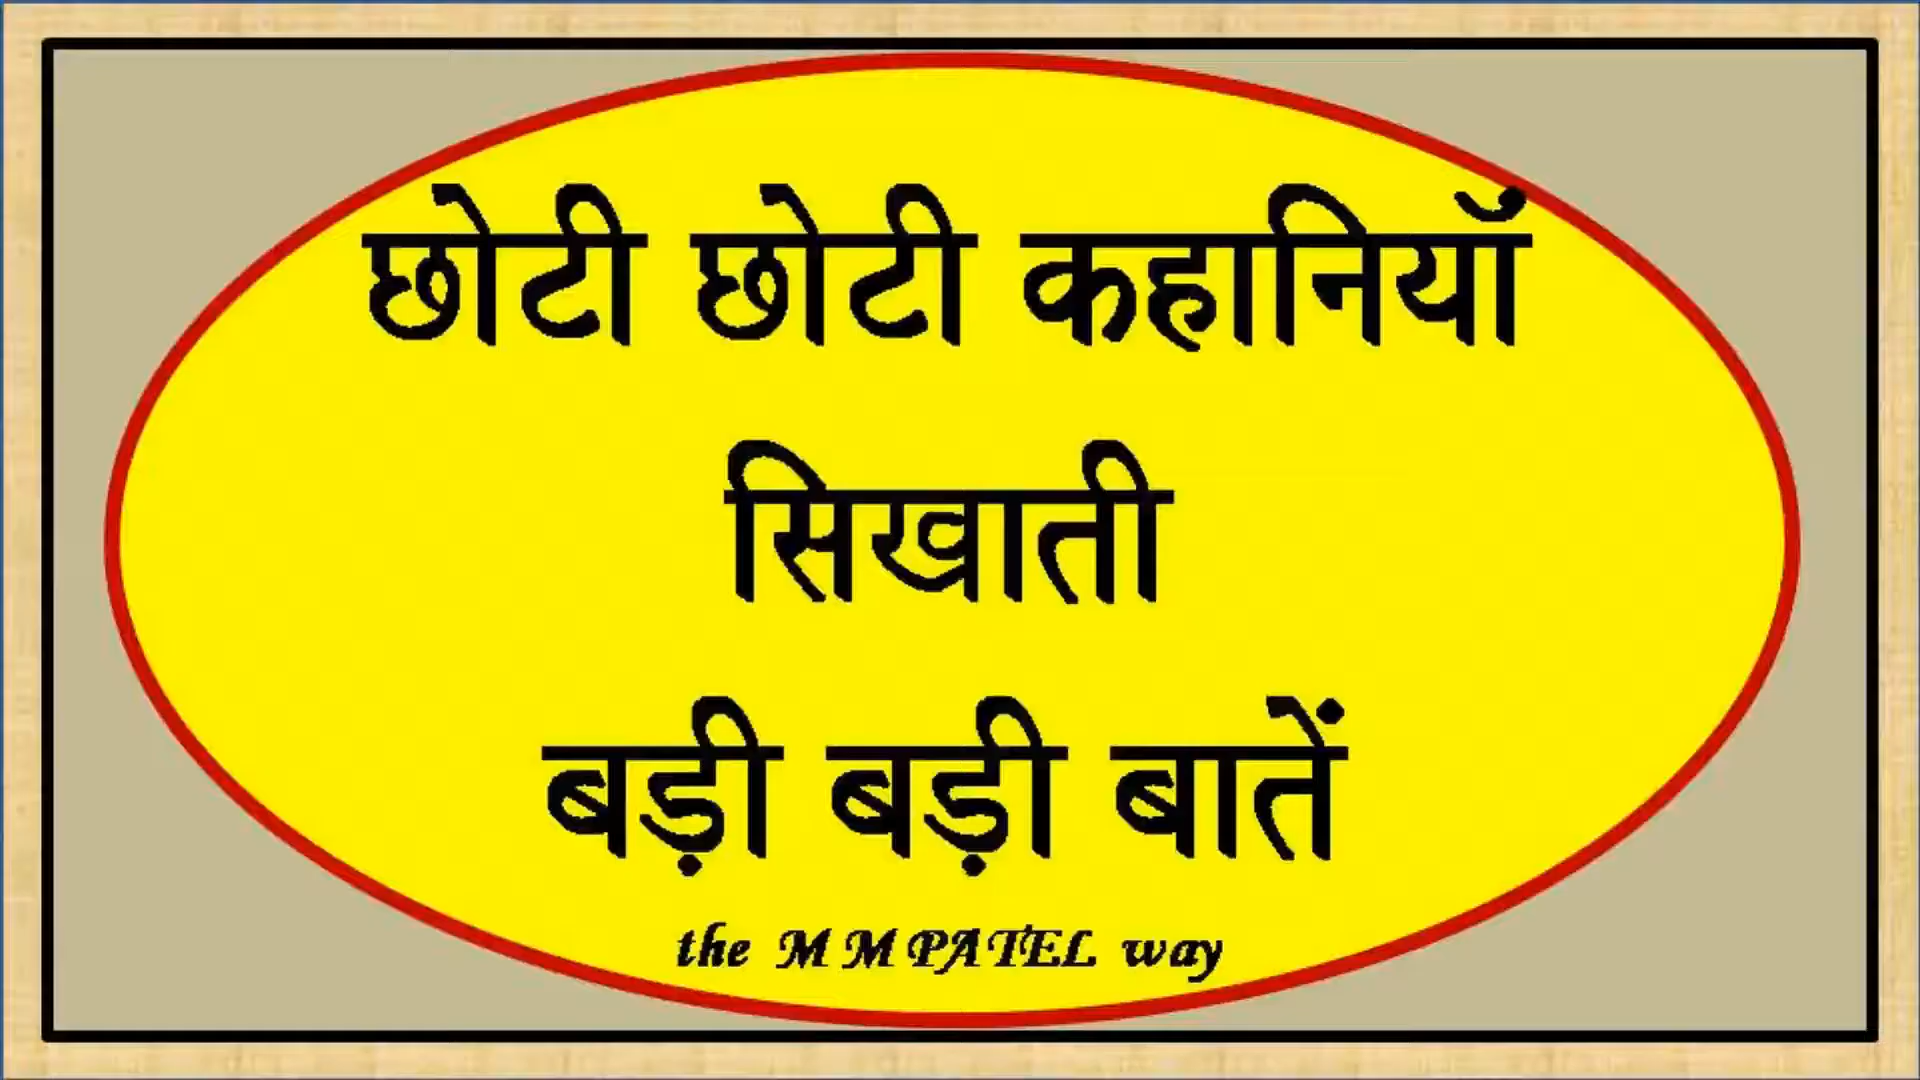 छोटी छोटी कहानियाॅं
सिखाती
बड़ी बड़ी बातें
the M M PATEL way